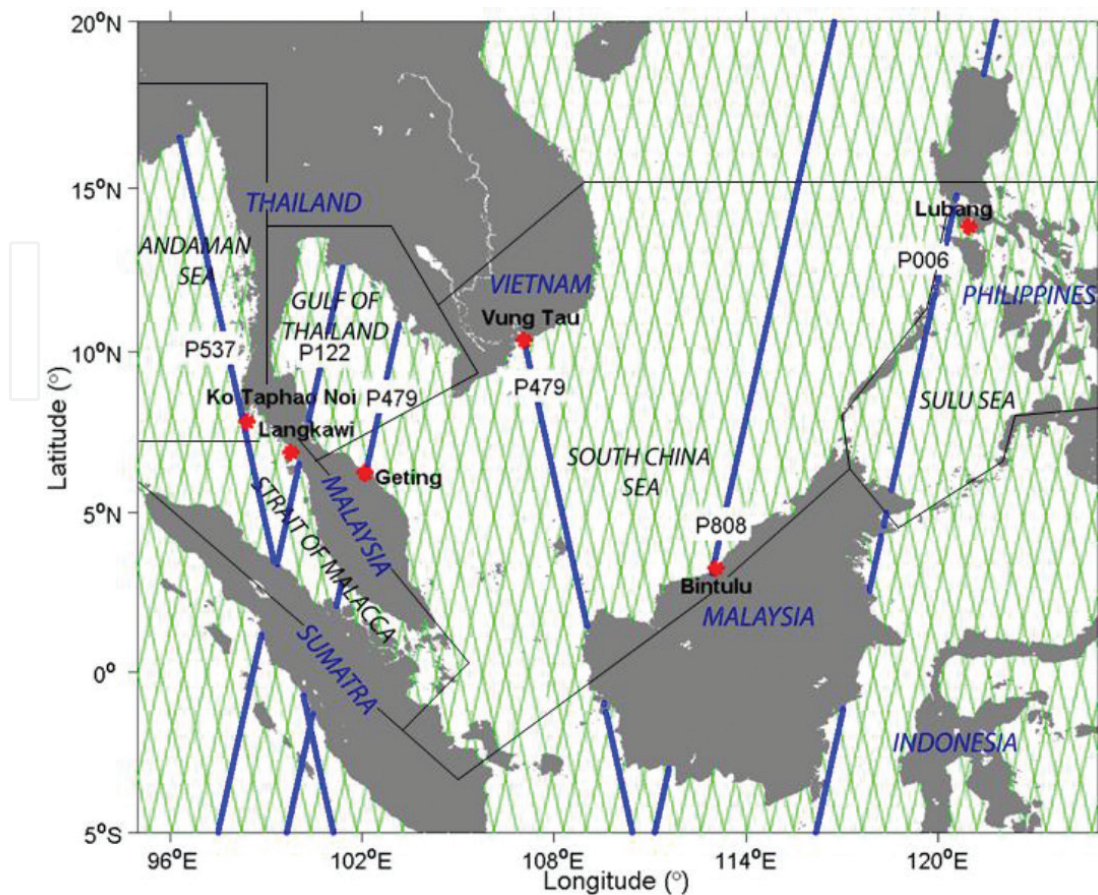 20°N
15°N
10°N
5°N
0°
5°S
Latitude (°)
96°E
102°E
108°E
114°E
120°E
Longitude (°)
THAILAND
ANDAMAN
SEA
GULF OF
THAILAND
VIETNAM
Vung Tau
Lubang
P006
PHILIPPINES
P537
P122
P479
P479
Ko Taphao Noi
Langkawi
Geting
SULU SEA
SOUTH CHINA
SEA
STRAIT OF MALACCA
MALAYSIA
P808
Bintulu
MALAYSIA
SUMATRA
INDONESIA